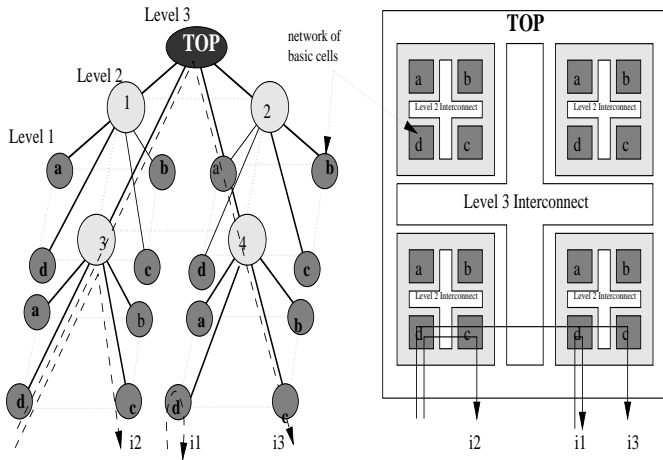 Level 3
TOP
network of
basic cells
Level 2
1
2
Level 1
a
b
a
b
3
4
d
c
d
c
a
b
a
b
d
c
d
c
i2
i1
i3
TOP
a
b
a
b
Level 2 Interconnect
Level 2 Interconnect
d
c
d
c
Level 3 Interconnect
a
b
a
b
Level 2 Interconnect
Level 2 Interconnect
d
c
d
c
i2
i1
i3